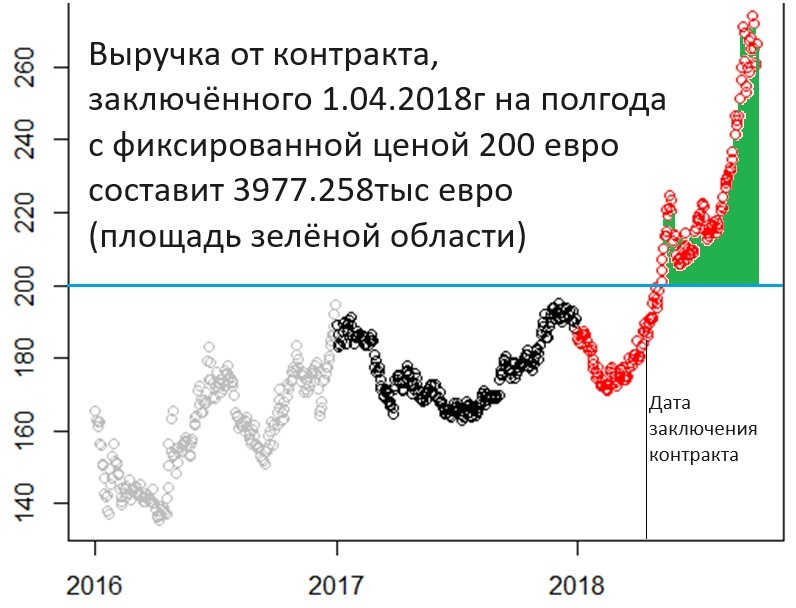 Выручка от контракта,
заключённого 1.04.2018г на полгода
с фиксированной ценой 200 евро
составит 3977.258тыс евро
(площадь зелёной области)
260
240
220
200
180
160
140
Дата
заключения
контракта
2016 2017 2018